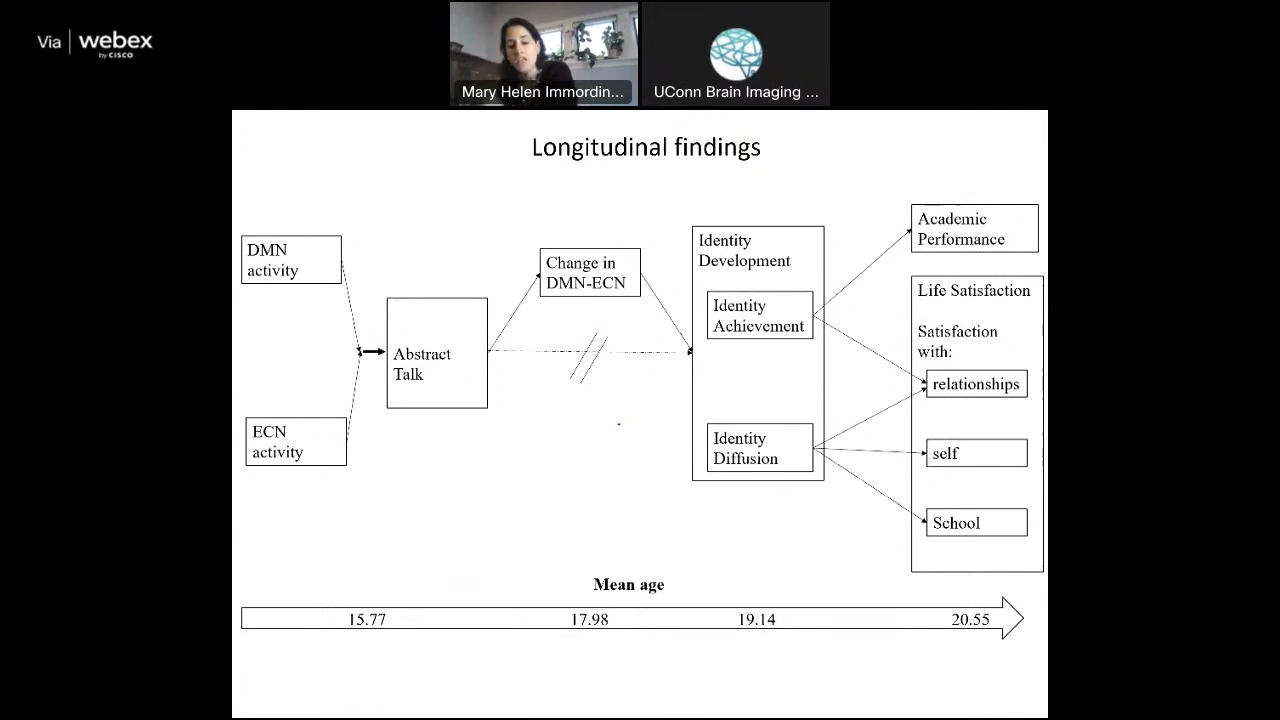 Via webex
by CISCO
Mary Helen Immordin...
UConn Brain Imaging ...
Longitudinal findings
DMN
activity
ECN
activity
Abstract
Talk
Change in
DMN-ECN
Identity
Development
Identity
Achievement
Identity
Diffusion
Academic
Performance
Life Satisfaction
Satisfaction
with:
relationships
self
School
Mean age
15.77 17.98 19.14 20.55